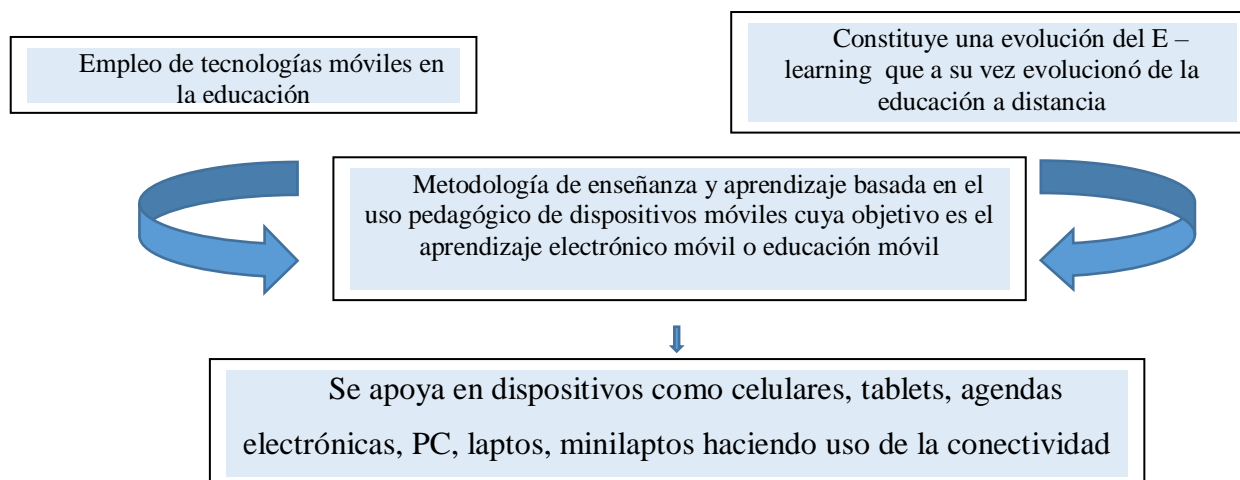 Empleo de tecnologías móviles en
la educación
Constituye una evolución del E –
learning que a su vez evolucionó de la
educación a distancia
Metodología de enseñanza y aprendizaje basada en el
uso pedagógico de dispositivos móviles cuya objetivo es el
aprendizaje electrónico móvil o educación móvil
Se apoya en dispositivos como celulares, tablets, agendas
electrónicas, PC, laptos, minilaptos haciendo uso de la conectividad